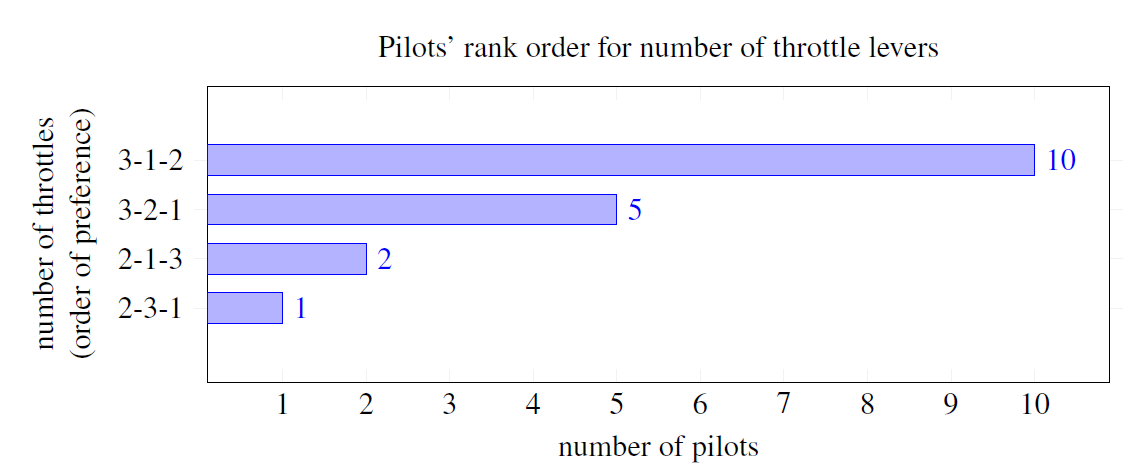 Pilots’ rank order for number of throttle levers
number of throttles
(order of preference)
3-1-2
10
3-2-1
5
2-1-3
2
2-3-1
1
1 2 3 4 5 6 7 8 9 10
number of pilots